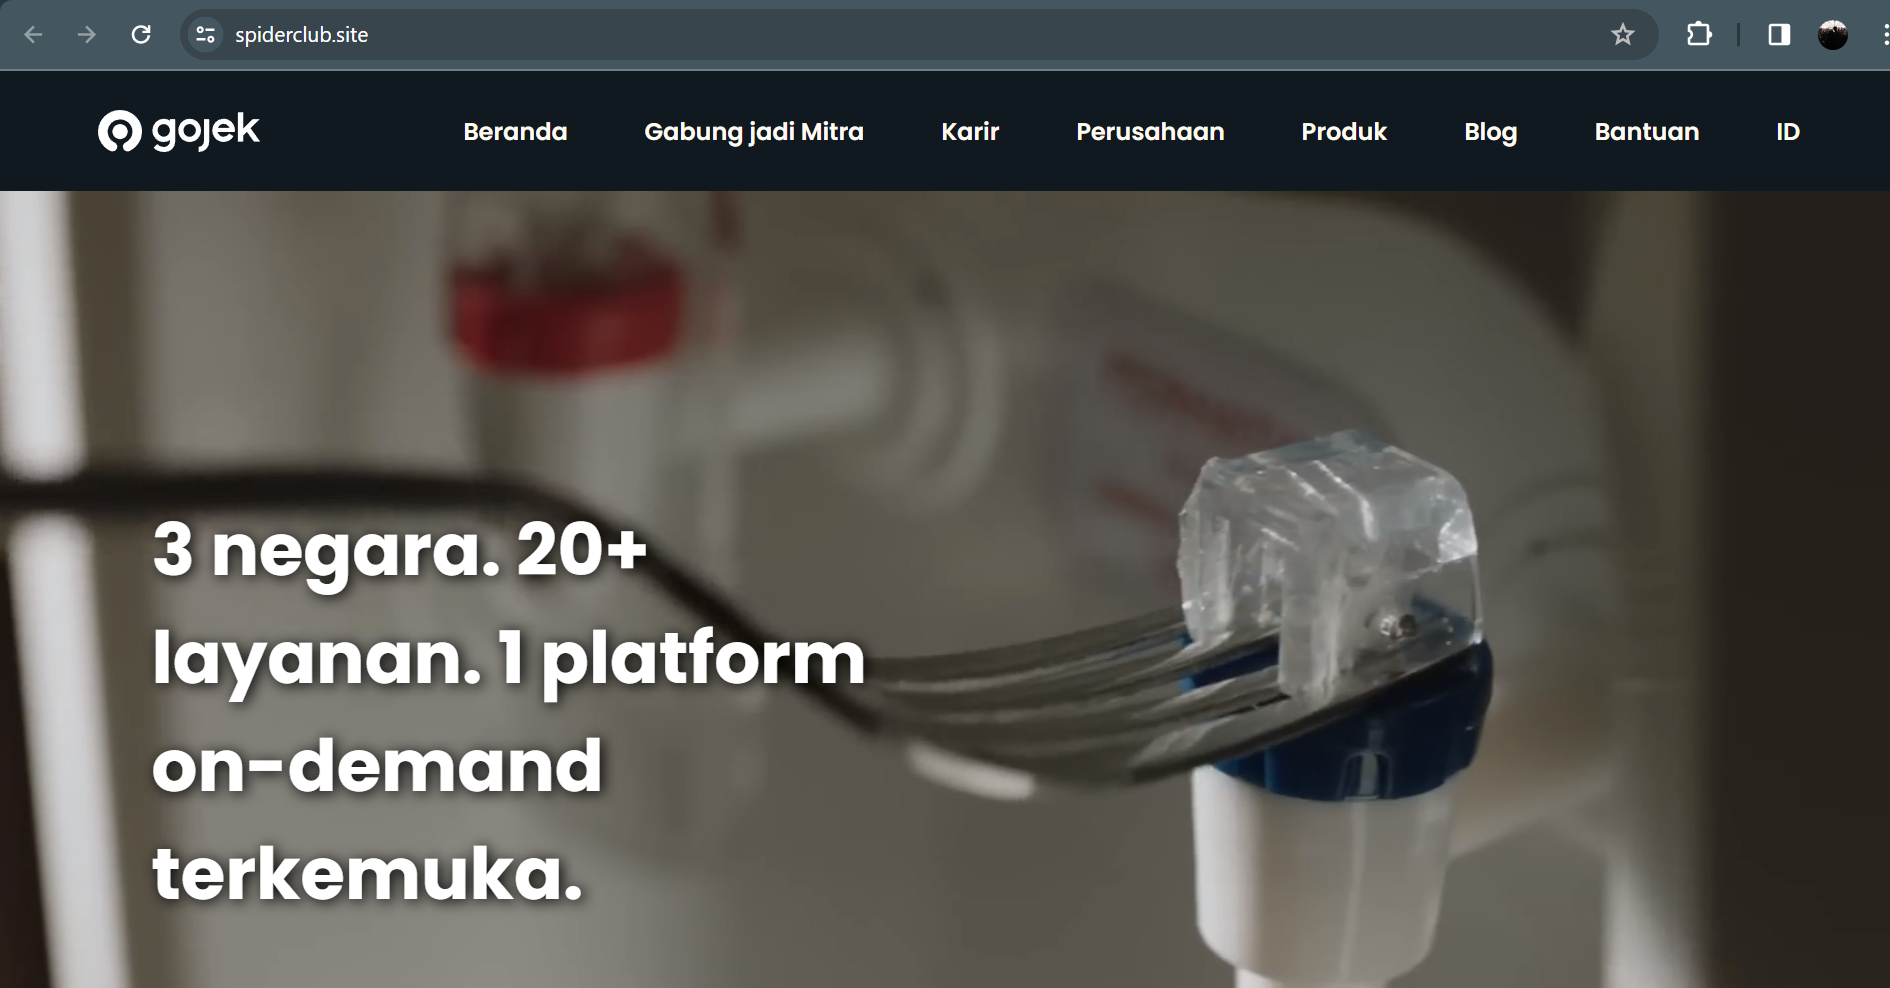 spiderclub.site
gojek
Beranda
Gabung jadi Mitra
Karir
Perusahaan
Produk
Blog
Bantuan
ID
3 negara. 20+
layanan. 1 platform
on-demand
terkemuka.